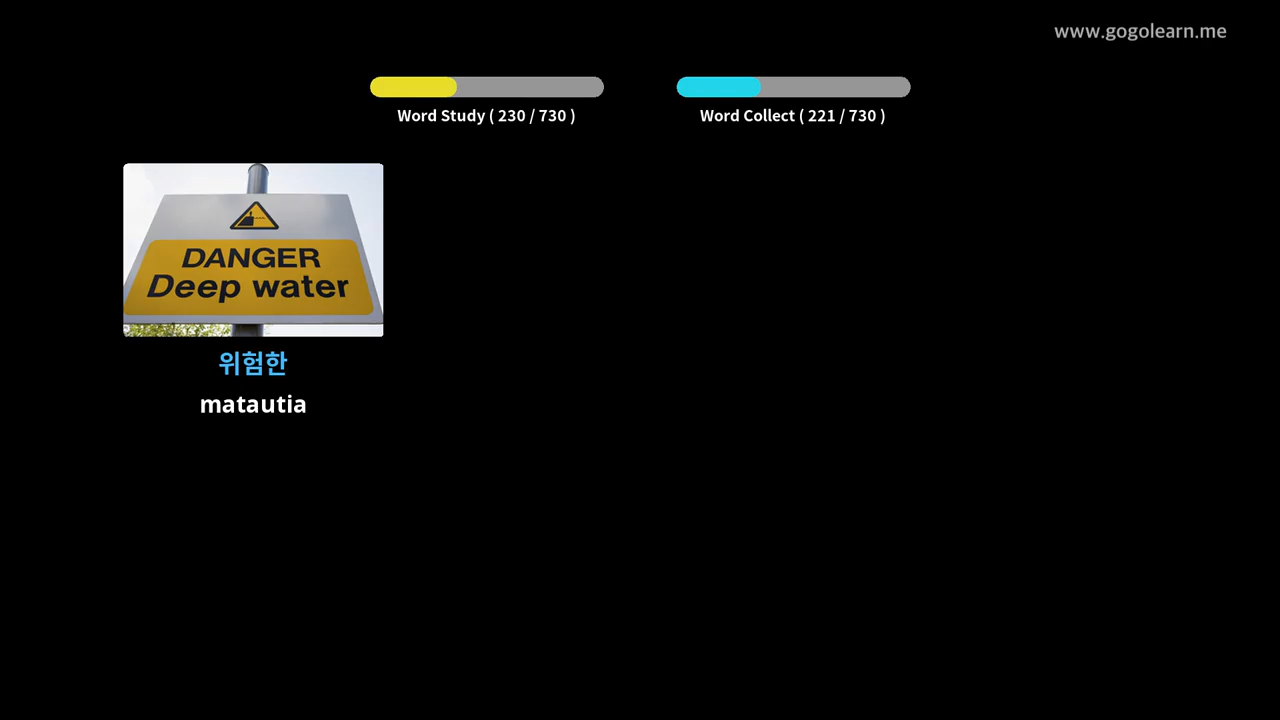 www.gogolearn.me
Word Study ( 230 / 730 )
Word Collect ( 221 / 730 )
DANGER
Deep water
위험한
matautia